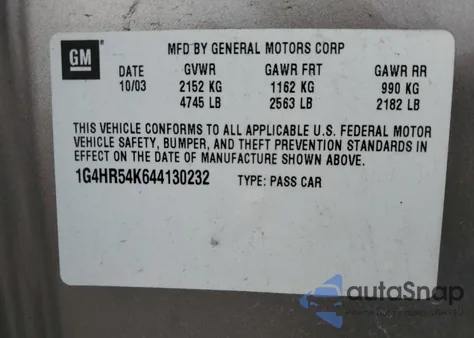 GM
MFD BY GENERAL MOTORS CORP
DATE GVWR GAWR FRT GAWR RR
10/03 2152 KG 1162 KG 990 KG
4745 LB 2563 LB 2182 LB
THIS VEHICLE CONFORMS TO ALL APPLICABLE U.S. FEDERAL MOTOR
VEHICLE SAFETY, BUMPER, AND THEFT PREVENTION STANDARDS IN
EFFECT ON THE DATE OF MANUFACTURE SHOWN ABOVE.
1G4HR54K644130232 TYPE: PASS CAR
autoSnap